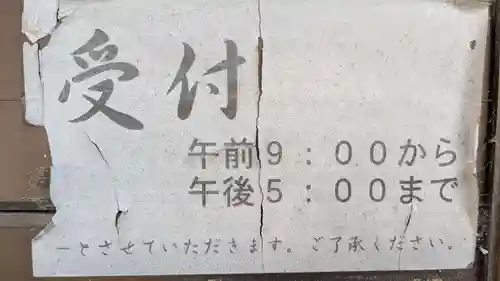 受付
午前9:00から
午後5:00まで
とさせていただきます。ご了承ください。